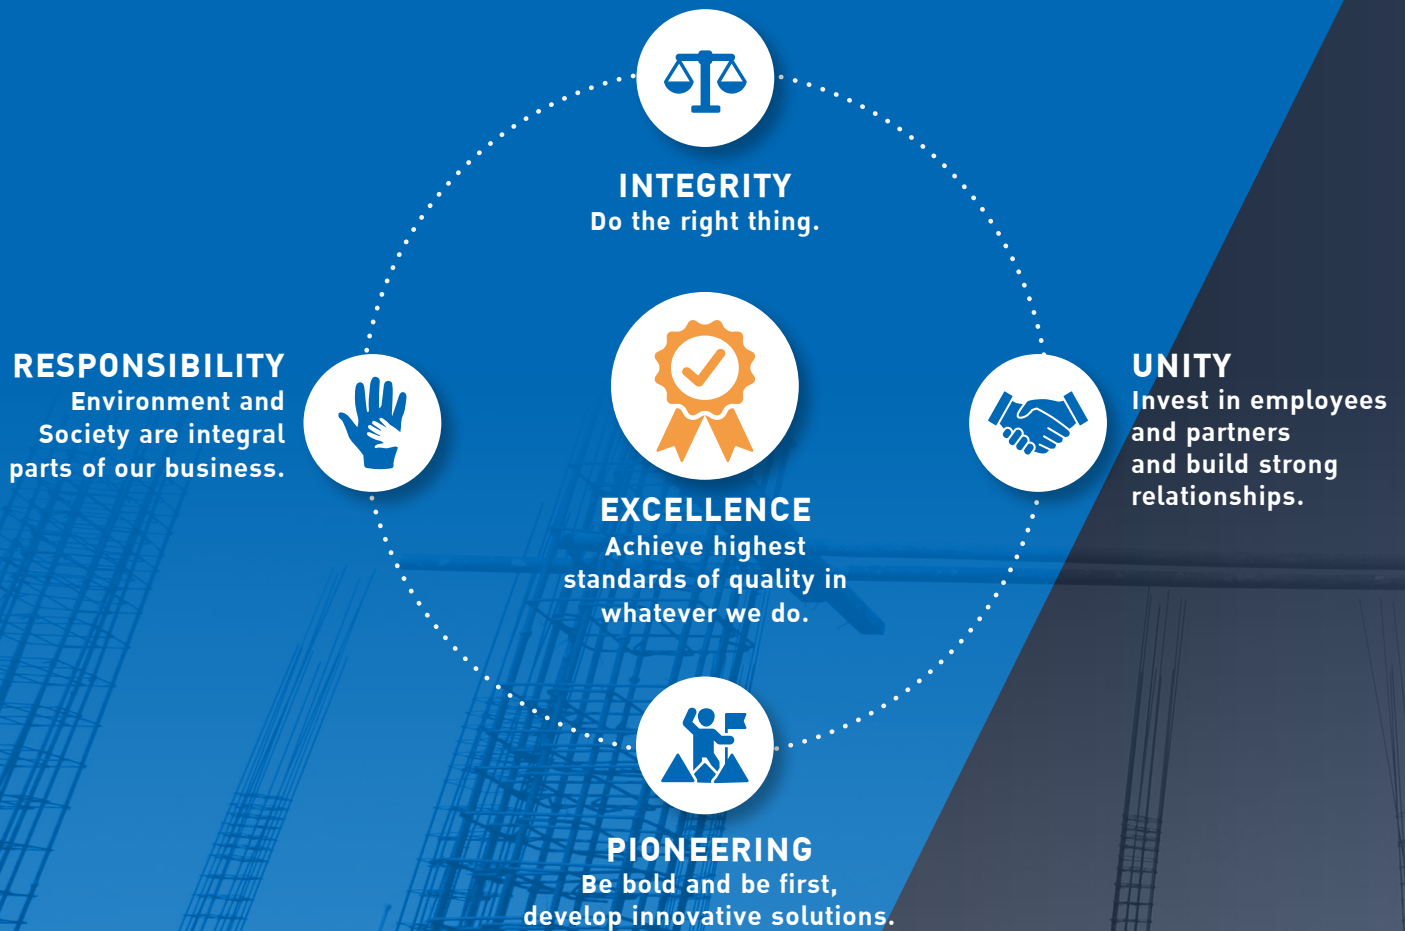 INTEGRITY
Do the right thing.
RESPONSIBILITY
Environment and
Society are integral
parts of our business.
EXCELLENCE
Achieve highest
standards of quality in
whatever we do.
UNITY
Invest in employees
and partners
and build strong
relationships.
PIONEERING
Be bold and be first,
develop innovative solutions.